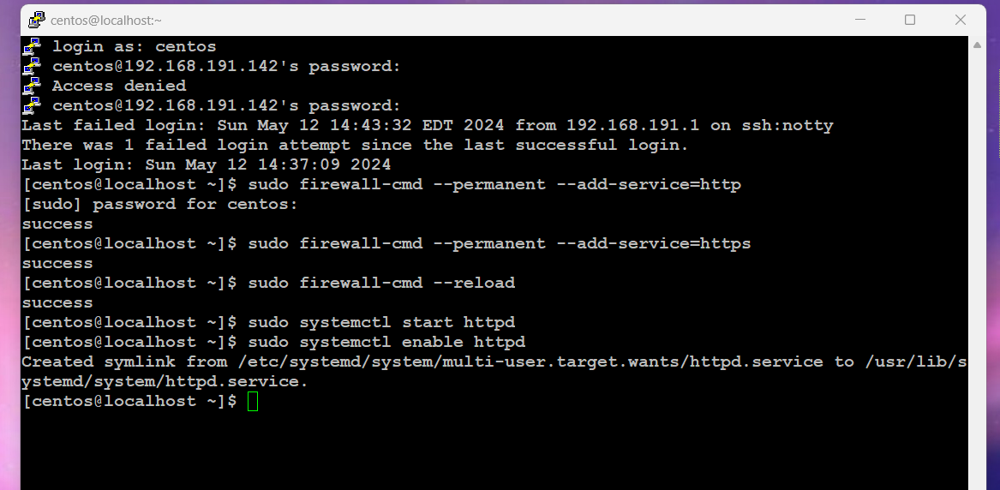 centos@localhost:~
login as: centos
centos@192.168.191.142's password:
Access denied
centos@192.168.191.142's password:
Last failed login: Sun May 12 14:43:32 EDT 2024 from 192.168.191.1 on ssh:notty
There was 1 failed login attempt since the last successful login.
Last login: Sun May 12 14:37:09 2024
[centos@localhost ~]$ sudo firewall-cmd --permanent --add-service=http
[sudo] password for centos:
success
[centos@localhost ~]$ sudo firewall-cmd --permanent --add-service=https
success
[centos@localhost ~]$ sudo firewall-cmd --reload
success
[centos@localhost ~]$ sudo systemctl start httpd
[centos@localhost ~]$ sudo systemctl enable httpd
Created symlink from /etc/systemd/system/multi-user.target.wants/httpd.service to /usr/lib/s
ystemd/system/httpd.service.
[centos@localhost ~]$